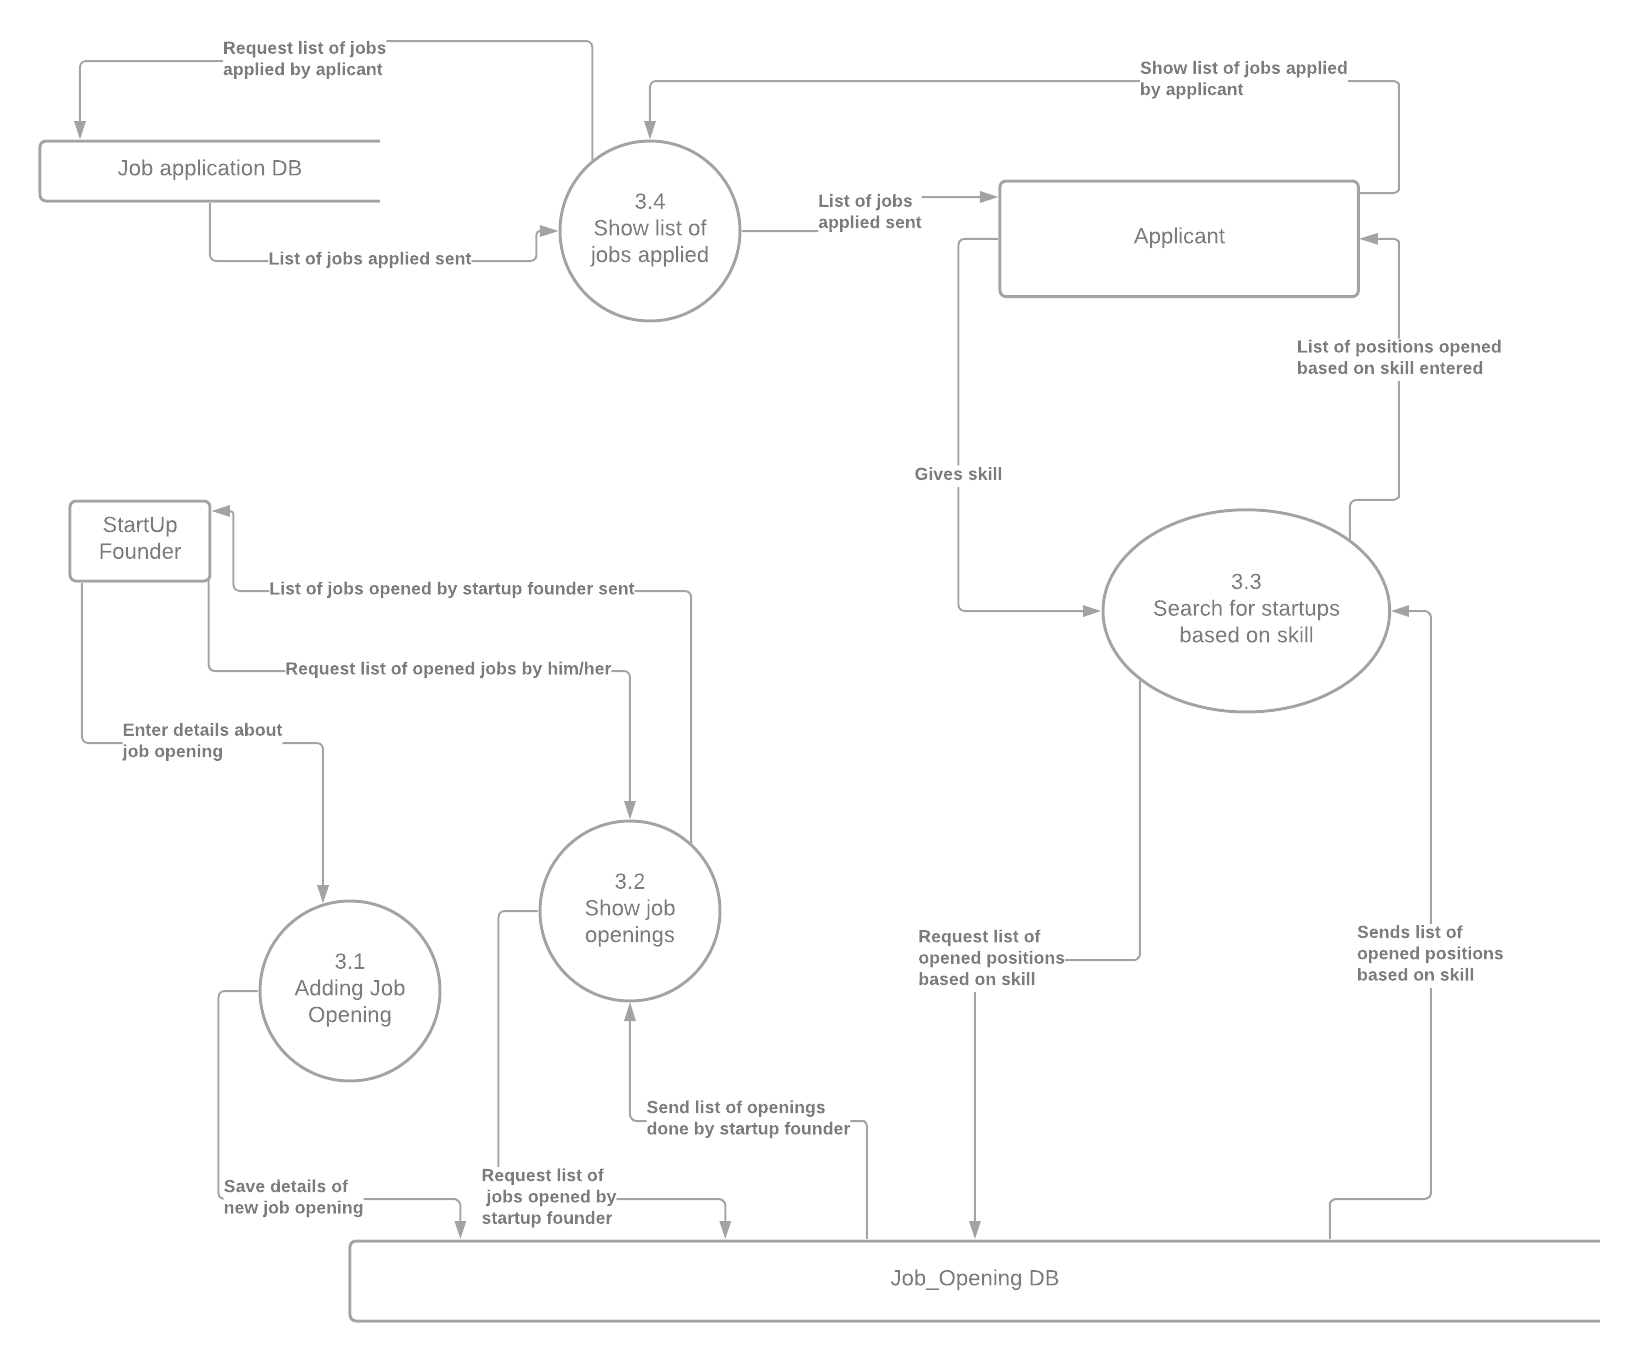 Request list of jobs
applied by aplicant
Show list of jobs applied
by applicant
Job application DB
3.4
Show list of
jobs applied
List of jobs
applied sent
Applicant
List of jobs applied sent
List of positions opened
based on skill entered
Gives skill
StartUp
Founder
List of jobs opened by startup founder sent
3.3
Search for startups
based on skill
Request list of opened jobs by him/her
Enter details about
job opening
3.2
Show job
openings
3.1
Adding Job
Opening
Request list of
opened positions
based on skill
Sends list of
opened positions
based on skill
Send list of openings
done by startup founder
Save details of
new job opening
Request list of
jobs opened by
startup founder
Job_Opening DB